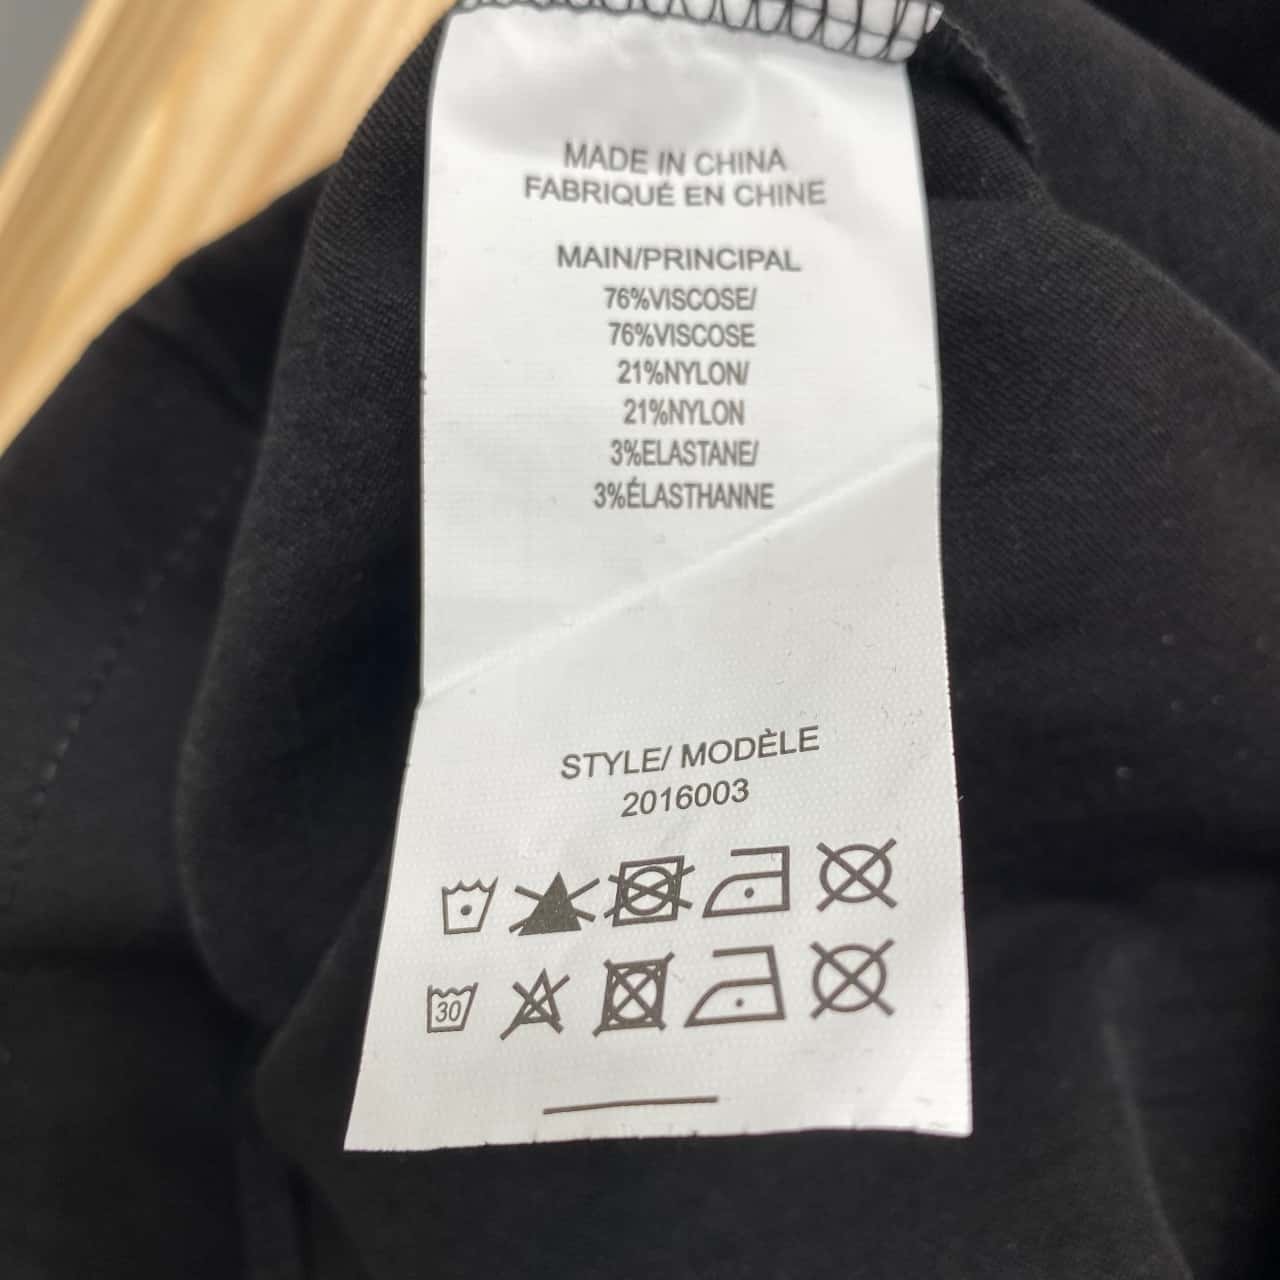 MADE IN CHINA
FABRIQUÉ EN CHINE
MAIN/PRINCIPAL
76%VISCOSE/
76%VISCOSE
21%NYLON/
21%NYLON
3%ELASTANE/
3%ÉLASTHANNE
STYLE/ MODÈLE
2016003
30